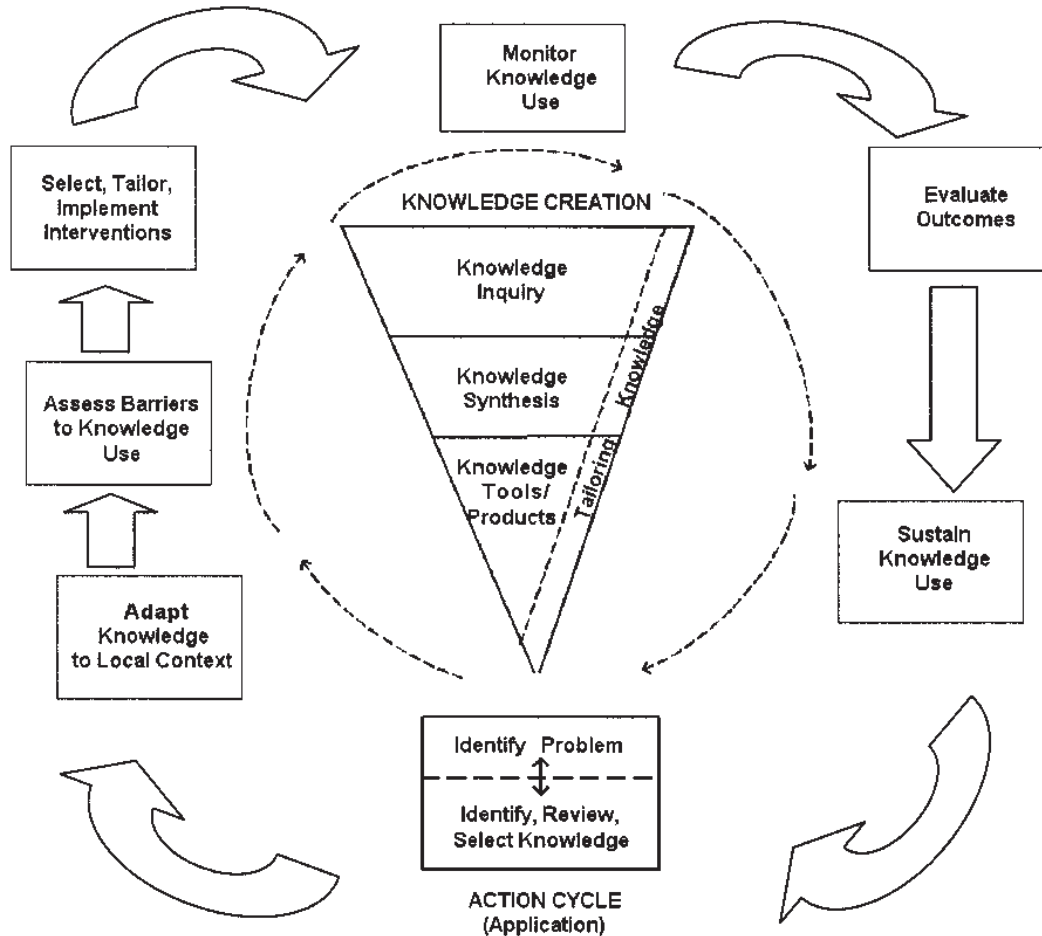 Monitor
Knowledge
Use
Select, Tailor,
Implement
Interventions
Evaluate
Outcomes
KNOWLEDGE CREATION
Knowledge
Inquiry
Knowledge
Synthesis
Knowledge
Tools/
Products
Tailoring Knowledge
Assess Barriers
to Knowledge
Use
Sustain
Knowledge
Use
Adapt
Knowledge
to Local Context
Identify Problem
Identify, Review,
Select Knowledge
ACTION CYCLE
(Application)